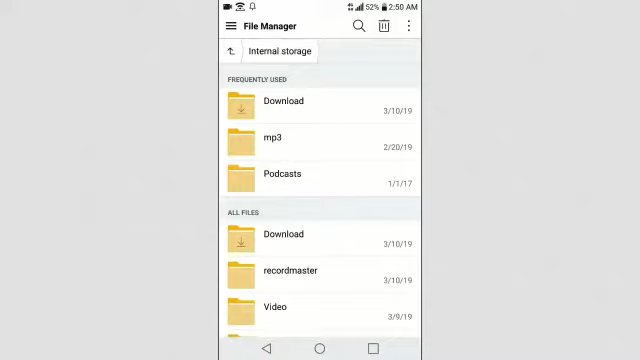 52% 2:50 AM
File Manager
Internal storage
FREQUENTLY USED
Download
3/10/19
mp3
2/20/19
Podcasts
1/1/17
ALL FILES
Download
3/10/19
recordmaster
3/10/19
Video
3/9/19